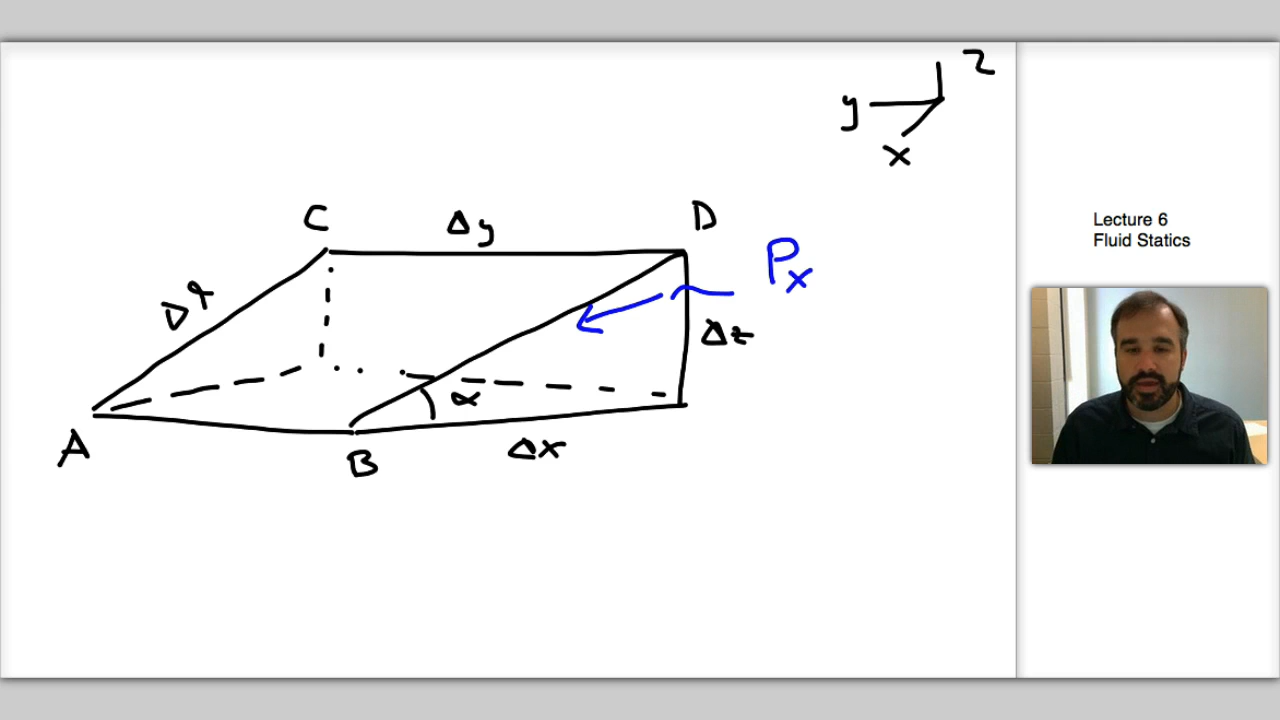 z
y
x
C
Δy
D
Px
Δz
α
A
B
Δx
Lecture 6
Fluid Statics